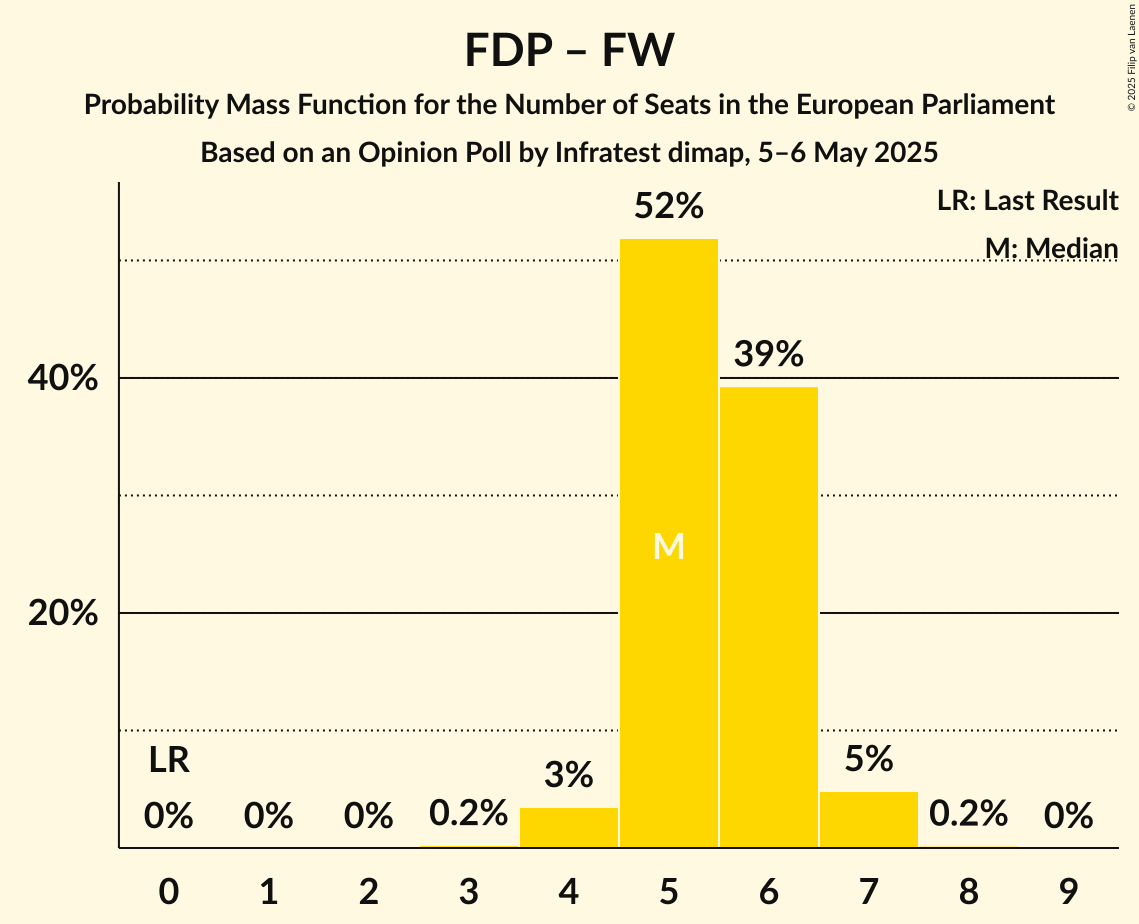 FDP – FW
Probability Mass Function for the Number of Seats in the European Parliament
Based on an Opinion Poll by Infratest dimap, 5–6 May 2025
© 2025 Filip van Laenen
LR: Last Result
M: Median
52%
39%
40%
M
20%
LR
0%
0%
0%
0.2%
3%
5%
0.2%
0%
0
1
2
3
4
5
6
7
8
9